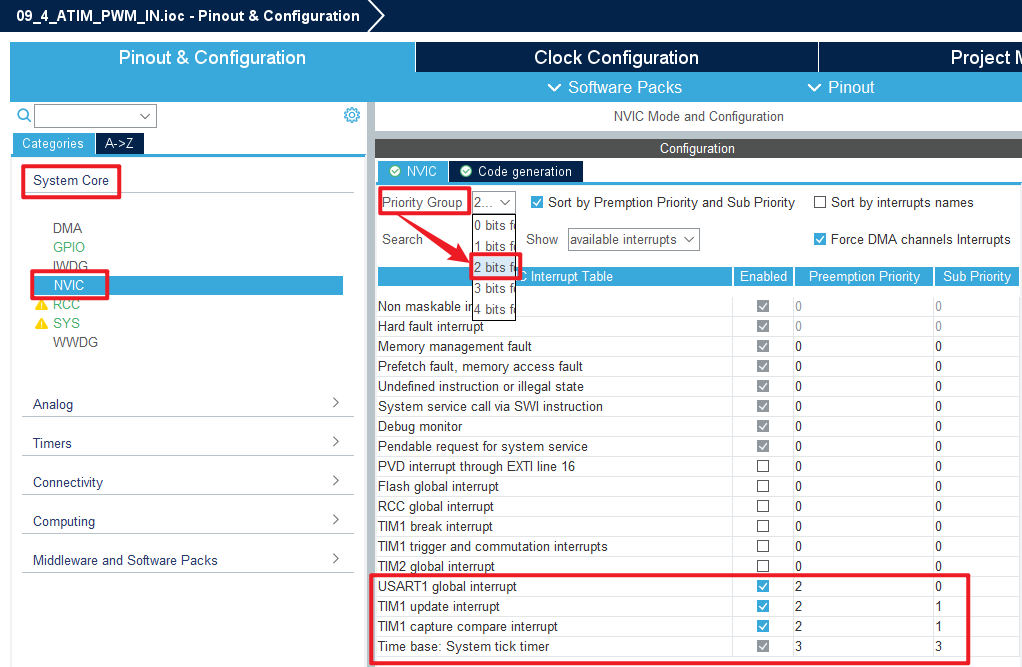 09_4_ATIM_PWM_IN.ioc - Pinout & Configuration
Pinout & Configuration
Clock Configuration
Project M
Software Packs
Pinout
NVIC Mode and Configuration
Configuration
Categories
A->Z
System Core
DMA
GPIO
IWDG
NVIC
RCC
SYS
WWDG
Analog
Timers
Connectivity
Computing
Middleware and Software Packs
NVIC
Code generation
Priority Group
2...
Sort by Premption Priority and Sub Priority
Sort by interrupts names
0 bits fo
1 bits fo
2 bits fo
3 bits fo
4 bits fo
Search
Show
available interrupts
Force DMA channels Interrupts
C Interrupt Table Enabled Preemption Priority Sub Priority
Non maskable in 0 0
Hard fault interrupt 0 0
Memory management fault 0 0
Prefetch fault, memory access fault 0 0
Undefined instruction or illegal state 0 0
System service call via SWI instruction 0 0
Debug monitor 0 0
Pendable request for system service 0 0
PVD interrupt through EXTI line 16 0 0
Flash global interrupt 0 0
RCC global interrupt 0 0
TIM1 break interrupt 0 0
TIM1 trigger and commutation interrupts 0 0
TIM2 global interrupt 0 0
USART1 global interrupt 2 0
TIM1 update interrupt 2 1
TIM1 capture compare interrupt 2 1
Time base: System tick timer 3 3